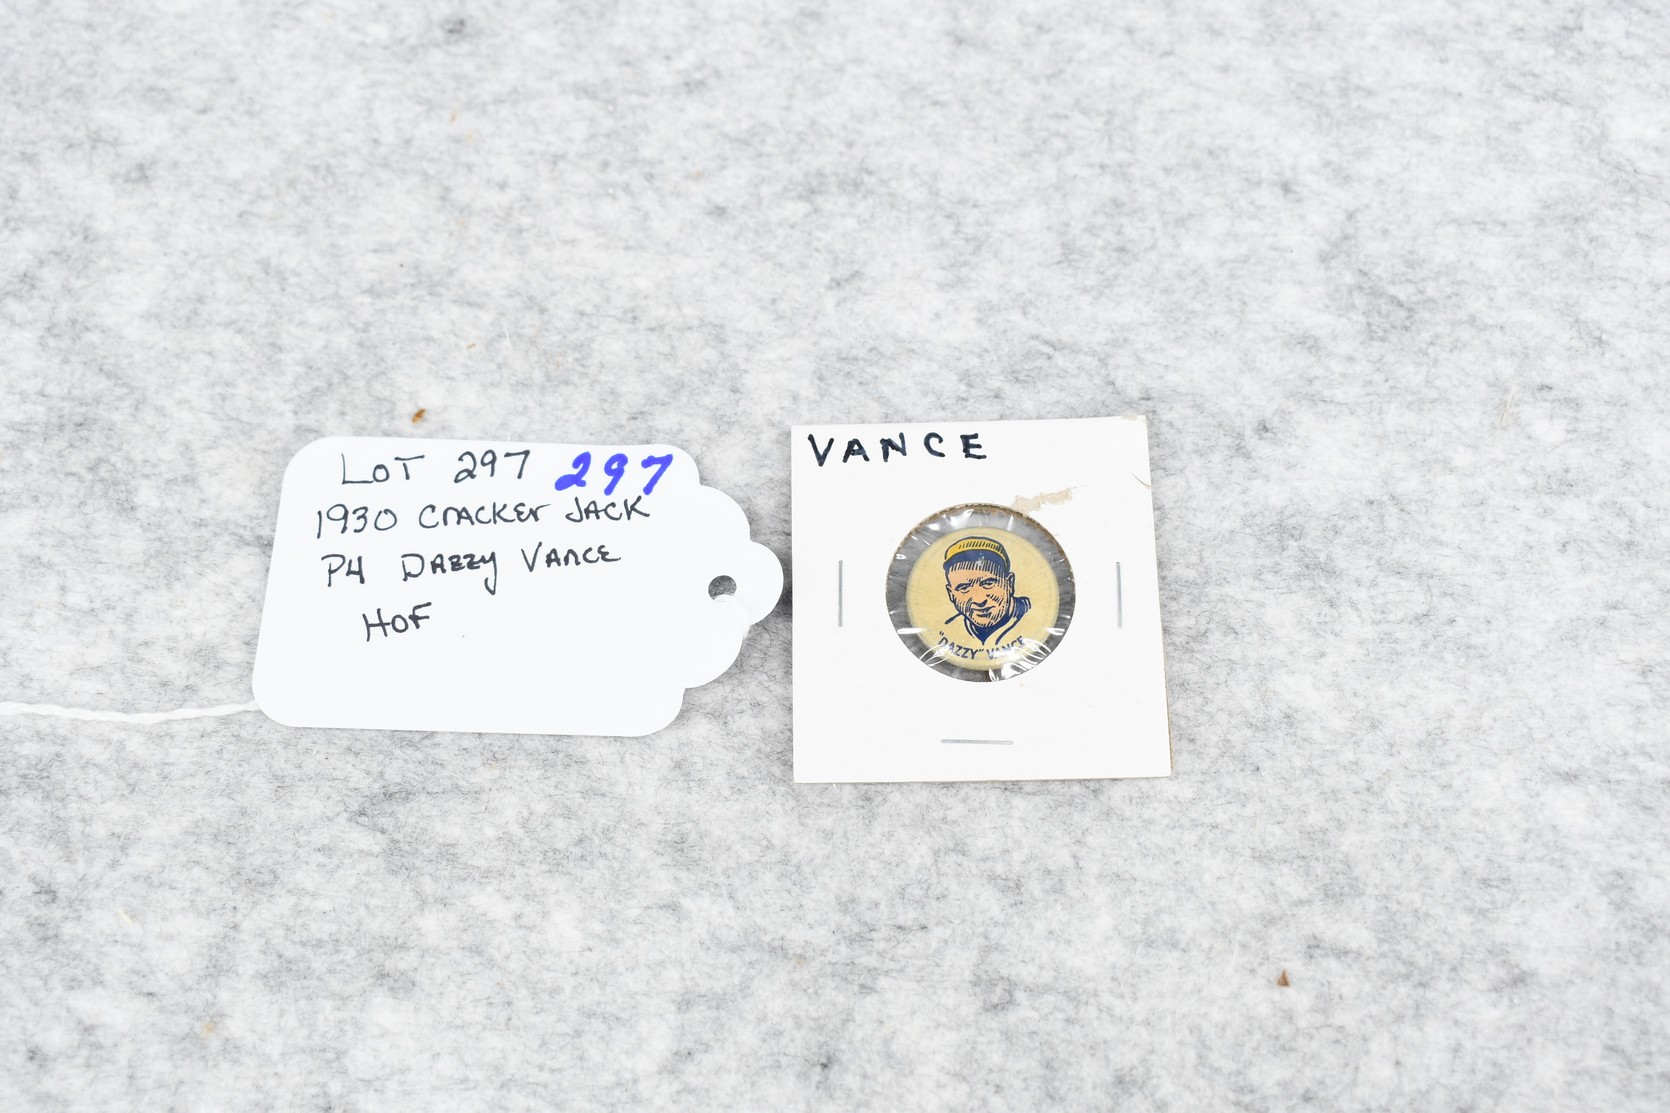 LOT 297 297
1930 CRACKER JACK
P4 DAZZY VANCE
HOF
VANCE
"DAZZY" VANCE